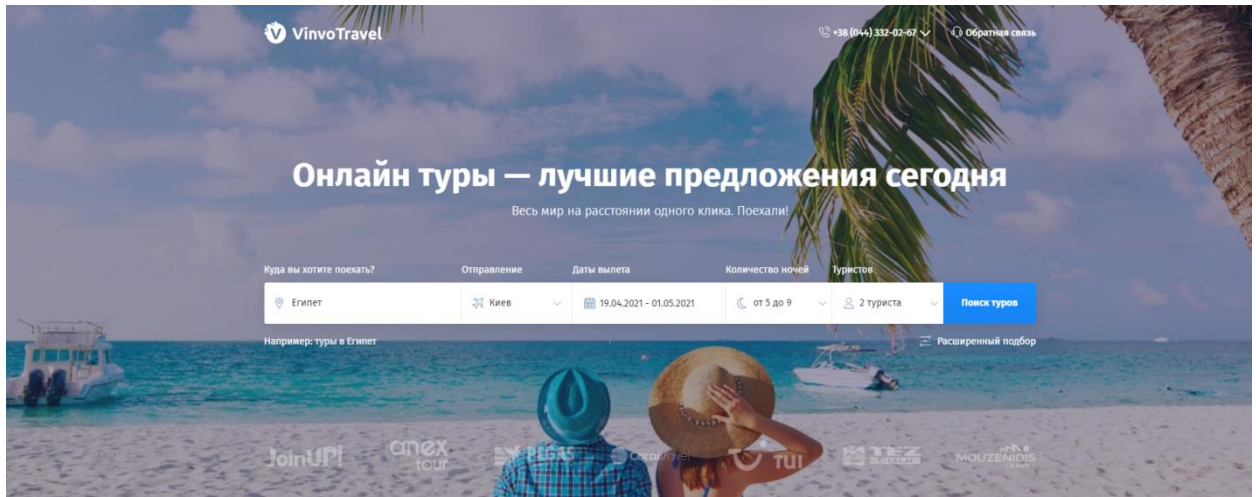 VinvoTravel
+38 (044) 332-02-67
Обратная связь
Онлайн туры — лучшие предложения сегодня
Весь мир на расстоянии одного клика. Поехали!
Куда вы хотите поехать? Отправление Даты вылета Количество ночей Туристов
Египет Киев 19.04.2021 - 01.05.2021 от 5 до 9 2 туриста Поиск туров
Например: туры в Египет Расширенный подбор
JoinUP! anex tour PEGAS Coral travel TUI TEZ MOUZENIDIS TRAVEL